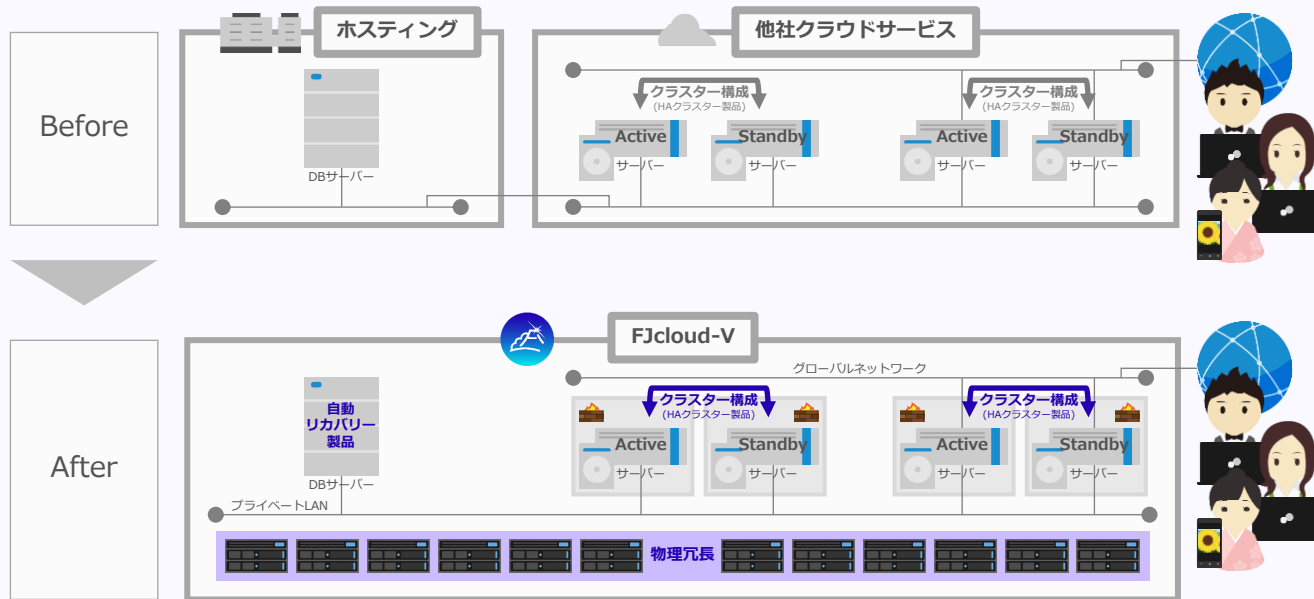 Before
ホスティング
他社クラウドサービス
クラスター構成
(HAクラスター製品)
クラスター構成
(HAクラスター製品)
Active
サーバー
Standby
サーバー
Active
サーバー
Standby
サーバー
DBサーバー
After
FJcloud-V
グローバルネットワーク
クラスター構成
(HAクラスター製品)
クラスター構成
(HAクラスター製品)
自動
リカバリー
製品
DBサーバー
Active
サーバー
Standby
サーバー
Active
サーバー
Standby
サーバー
プライベートLAN
物理冗長